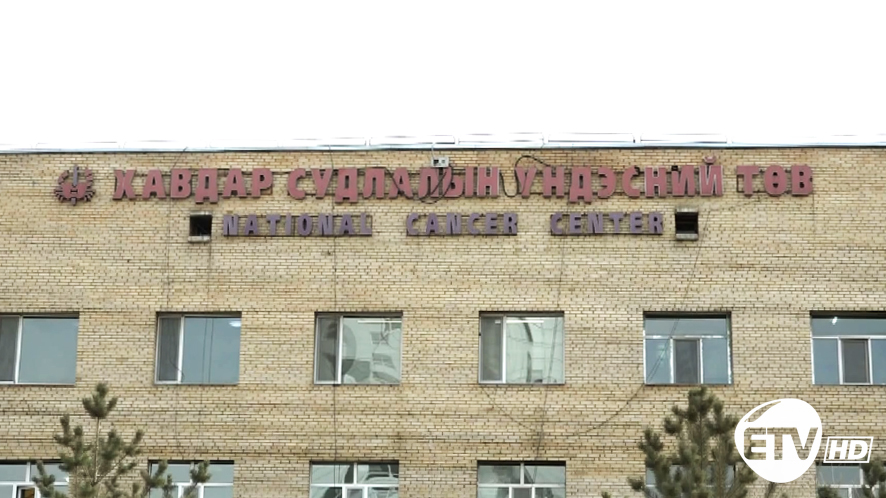 ХАВДАР СУДЛАЛЫН ҮНДЭСНИЙ ТӨВ
NATIONAL CANCER CENTER
ETV HD